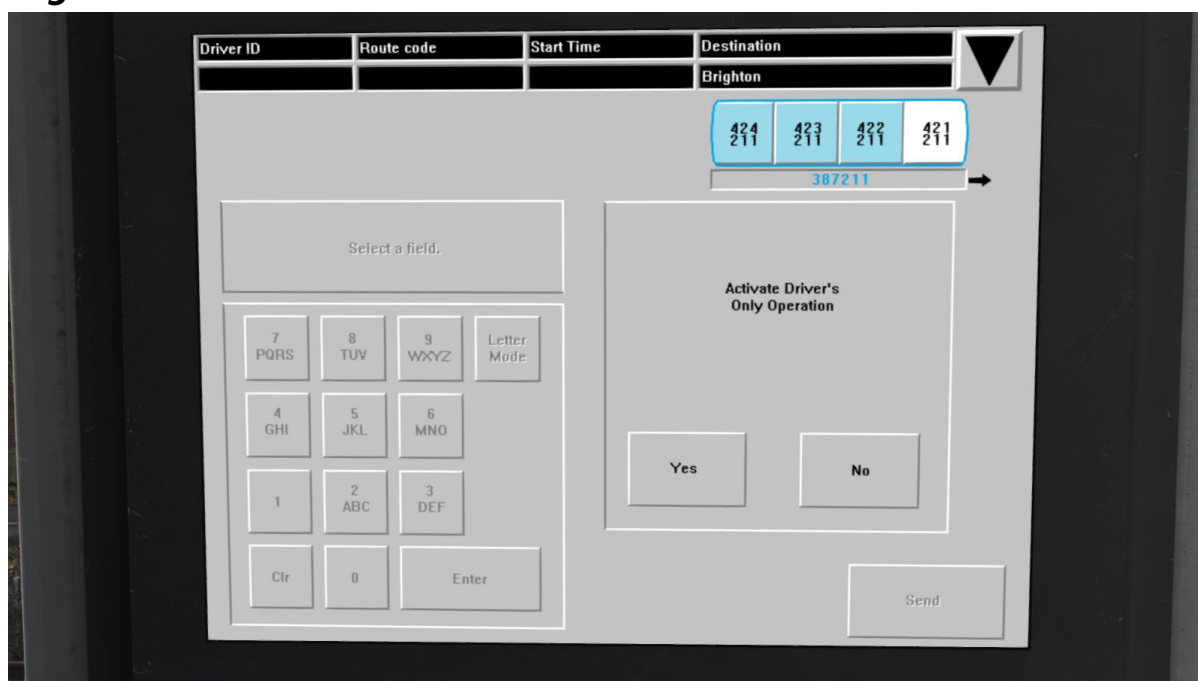 Driver ID Route code Start Time Destination
Brighton
424 423 422 421
211 211 211 211
387211
Select a field.
Activate Driver's
Only Operation
7 8 9 Letter
PQRS TUV WXYZ Mode
4 5 6
GHI JKL MNO
Yes No
1 2 3
ABC DEF
Clr 0 Enter
Send